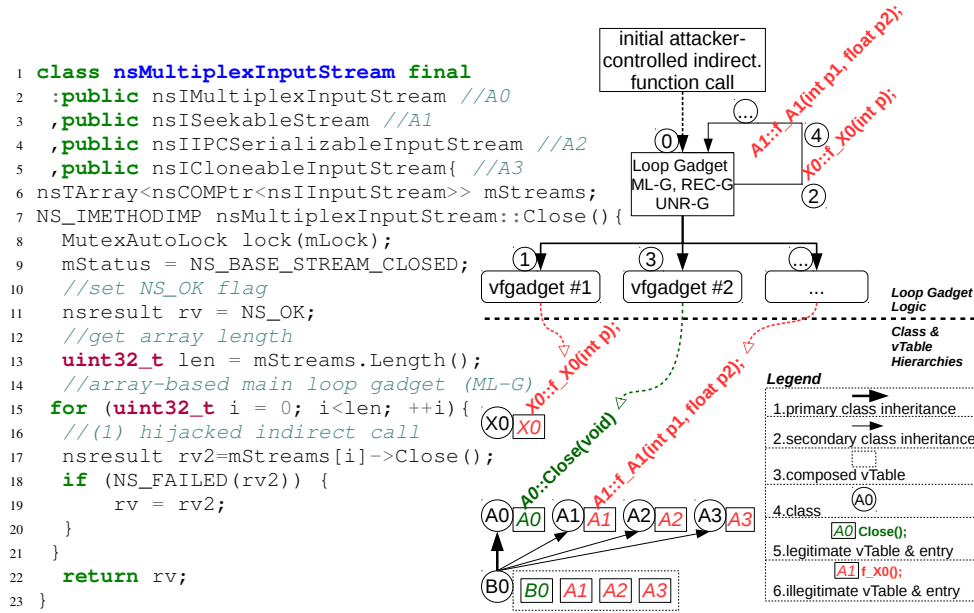 1 class nsMultiplexInputStream final
2 :public nsIMultiplexInputStream //A0
3 ,public nsISeekableStream //A1
4 ,public nsIIPCSerializableInputStream //A2
5 ,public nsICloneableInputStream{ //A3
6 nsTArray<nsCOMPtr<nsIInputStream>> mStreams;
7 NS_IMETHODIMP nsMultiplexInputStream::Close(){
8 MutexAutoLock lock(mLock);
9 mStatus = NS_BASE_STREAM_CLOSED;
10 //set NS_OK flag
11 nsresult rv = NS_OK;
12 //get array length
13 uint32_t len = mStreams.Length();
14 //array-based main loop gadget (ML-G)
15 for (uint32_t i = 0; i<len; ++i){
16 //(1) hijacked indirect call
17 nsresult rv2=mStreams[i]->Close();
18 if (NS_FAILED(rv2)) {
19 rv = rv2;
20 }
21 }
22 return rv;
23 }
initial attacker-
controlled indirect.
function call
0
Loop Gadget
ML-G, REC-G
UNR-G
...
4
2
A1::f_A1(int p1, float p2);
X0::f_X0(int p);
1
3
...
vfgadget #1
vfgadget #2
...
Loop Gadget
Logic
Class &
vTable
Hierarchies
X0::f_X0(int p);
A0::Close(void)
A1::f_A1(int p1, float p2);
X0 X0
A0 A0 A1 A1 A2 A2 A3 A3
B0 B0 A1 A2 A3
Legend
1.primary class inheritance
2.secondary class inheritance
3.composed vTable
A0
4.class
A0 Close();
5.legitimate vTable & entry
A1 f_X0();
6.illegitimate vTable & entry